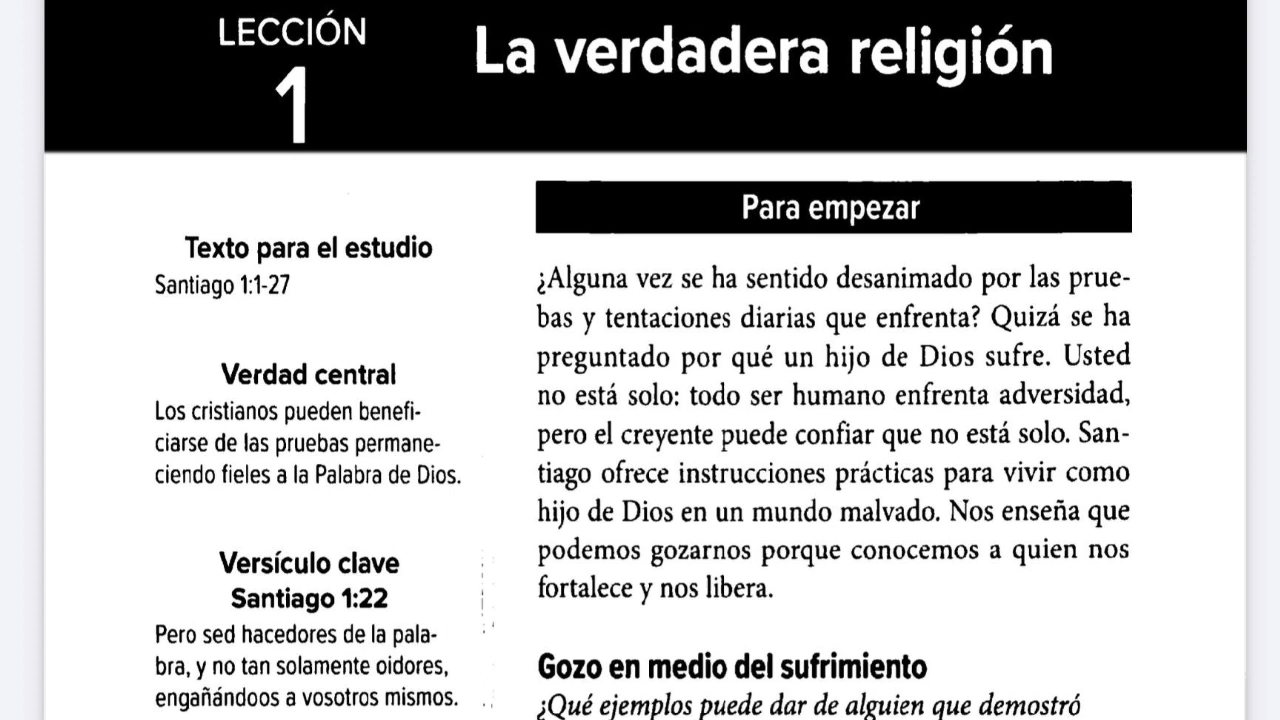 LECCIÓN
1
La verdadera religión
Texto para el estudio
Santiago 1:1-27
Verdad central
Los cristianos pueden benefi-
ciarse de las pruebas permane-
ciendo fieles a la Palabra de Dios.
Versículo clave
Santiago 1:22
Pero sed hacedores de la pala-
bra, y no tan solamente oidores,
engañándoos a vosotros mismos.
Para empezar
¿Alguna vez se ha sentido desanimado por las prue-
bas y tentaciones diarias que enfrenta? Quizá se ha
preguntado por qué un hijo de Dios sufre. Usted
no está solo: todo ser humano enfrenta adversidad,
pero el creyente puede confiar que no está solo. San-
tiago ofrece instrucciones prácticas para vivir como
hijo de Dios en un mundo malvado. Nos enseña que
podemos gozarnos porque conocemos a quien nos
fortalece y nos libera.
Gozo en medio del sufrimiento
¿Qué ejemplos puede dar de alguien que demostró